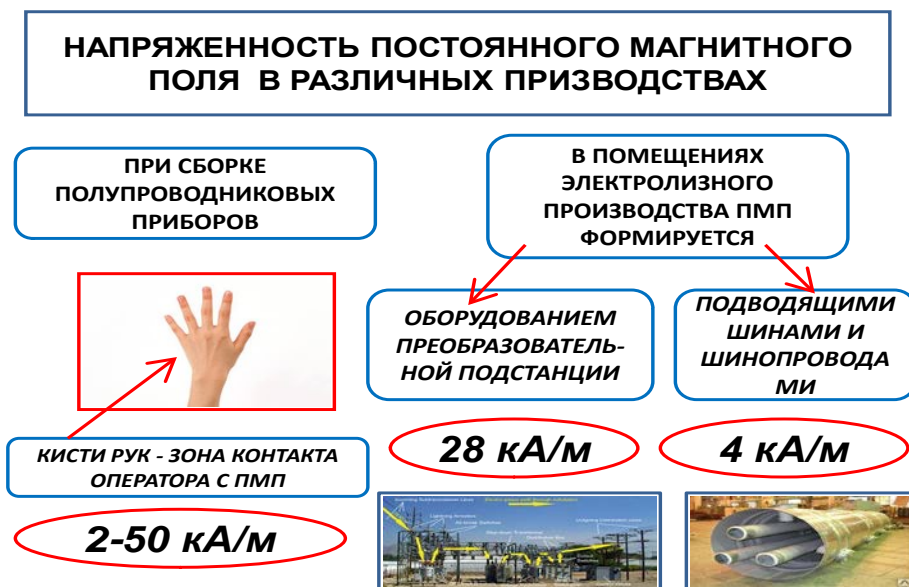 НАПРЯЖЕННОСТЬ ПОСТОЯННОГО МАГНИТНОГО
ПОЛЯ В РАЗЛИЧНЫХ ПРИЗВОДСТВАХ
ПРИ СБОРКЕ
ПОЛУПРОВОДНИКОВЫХ
ПРИБОРОВ
В ПОМЕЩЕНИЯХ
ЭЛЕКТРОЛИЗНОГО
ПРОИЗВОДСТВА ПМП
ФОРМИРУЕТСЯ
ОБОРУДОВАНИЕМ
ПРЕОБРАЗОВАТЕЛЬ-
НОЙ ПОДСТАНЦИИ
ПОДВОДЯЩИМИ
ШИНАМИ И
ШИНОПРОВОДА
МИ
КИСТИ РУК - ЗОНА КОНТАКТА
ОПЕРАТОРА С ПМП
28 кА/м
4 кА/м
2-50 кА/м